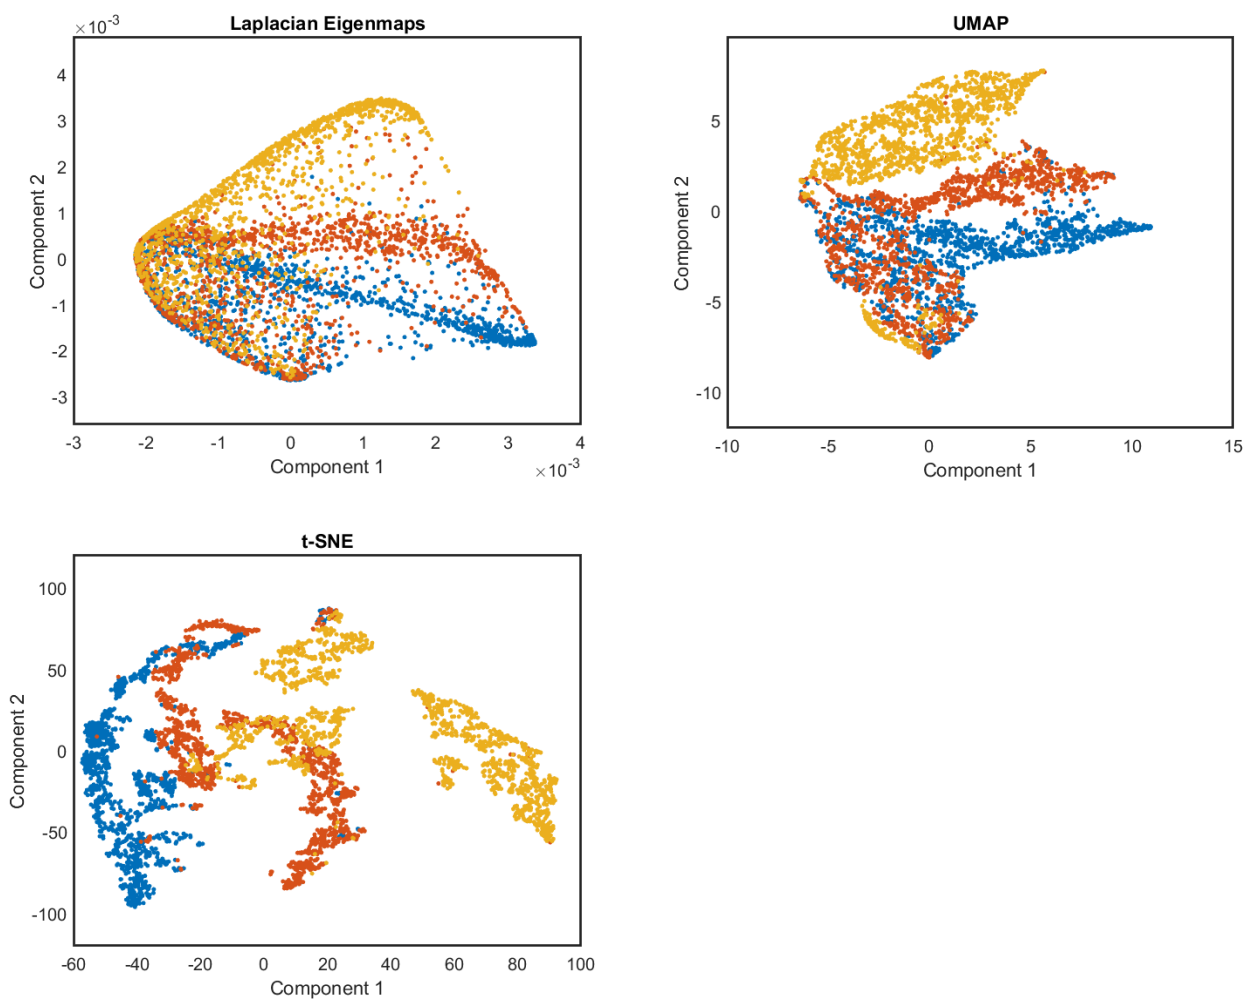 Laplacian Eigenmaps
×10-3
4
3
2
1
0
-1
-2
-3
Component 2
-3 -2 -1 0 1 2 3 4
Component 1
×10-3
UMAP
5
0
-5
-10
Component 2
-10 -5 0 5 10 15
Component 1
t-SNE
100
50
0
-50
-100
Component 2
-60 -40 -20 0 20 40 60 80 100
Component 1